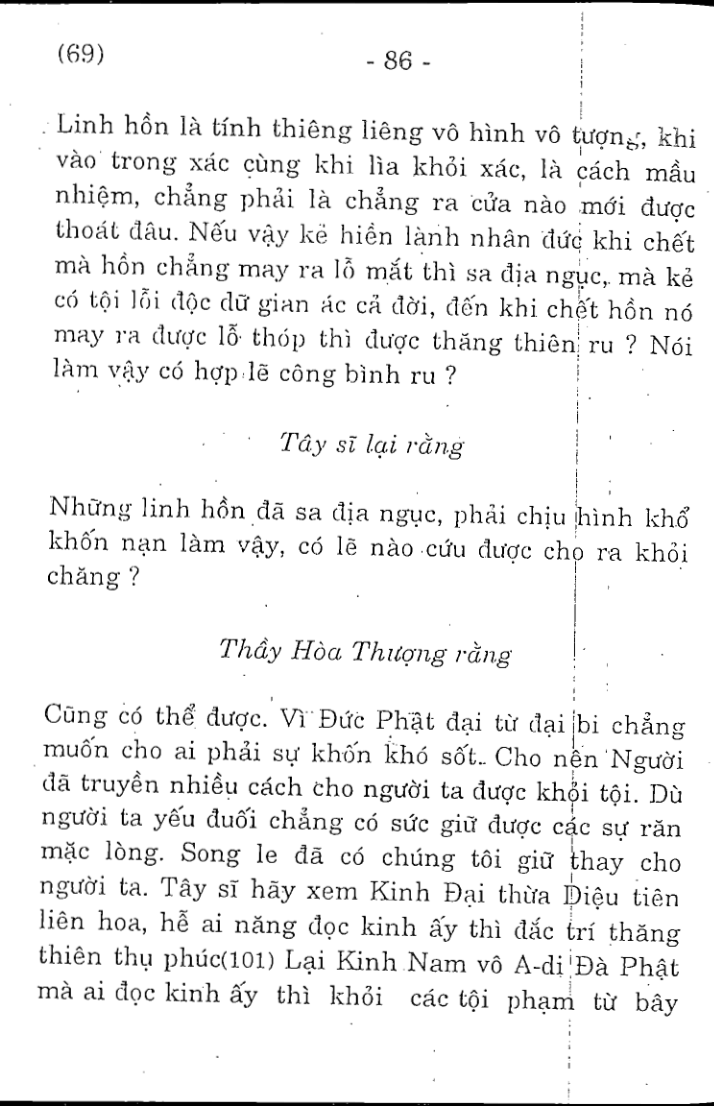 (69)
- 86 -
Linh hồn là tính thiêng liêng vô hình vô tượng, khi
vào trong xác cùng khi lìa khỏi xác, là cách mầu
nhiệm, chẳng phải là chẳng ra cửa nào mới được
thoát đâu. Nếu vậy kẻ hiền lành nhân đức khi chết
mà hồn chẳng may ra lỗ mắt thì sa địa ngục, mà kẻ
có tội lỗi độc dữ gian ác cả đời, đến khi chết hồn nó
may ra được lỗ thóp thì được thăng thiên ru ? Nói
làm vậy có hợp lẽ công bình ru ?
Tây sĩ lại rằng
Những linh hồn đã sa địa ngục, phải chịu hình khổ
khốn nạn làm vậy, có lẽ nào cứu được cho ra khỏi
chăng ?
Thầy Hòa Thượng rằng
Cũng có thể được. Vì Đức Phật đại từ đại bi chẳng
muốn cho ai phải sự khốn khó sốt. Cho nên Người
đã truyền nhiều cách cho người ta được khỏi tội. Dù
người ta yếu đuối chẳng có sức giữ được các sự răn
mặc lòng. Song le đã có chúng tôi giữ thay cho
người ta. Tây sĩ hãy xem Kinh Đại thừa Diệu tiên
liên hoa, hễ ai năng đọc kinh ấy thì đắc trí thăng
thiên thụ phúc(101) Lại Kinh Nam vô A-di Đà Phật
mà ai đọc kinh ấy thì khỏi các tội phạm từ bây